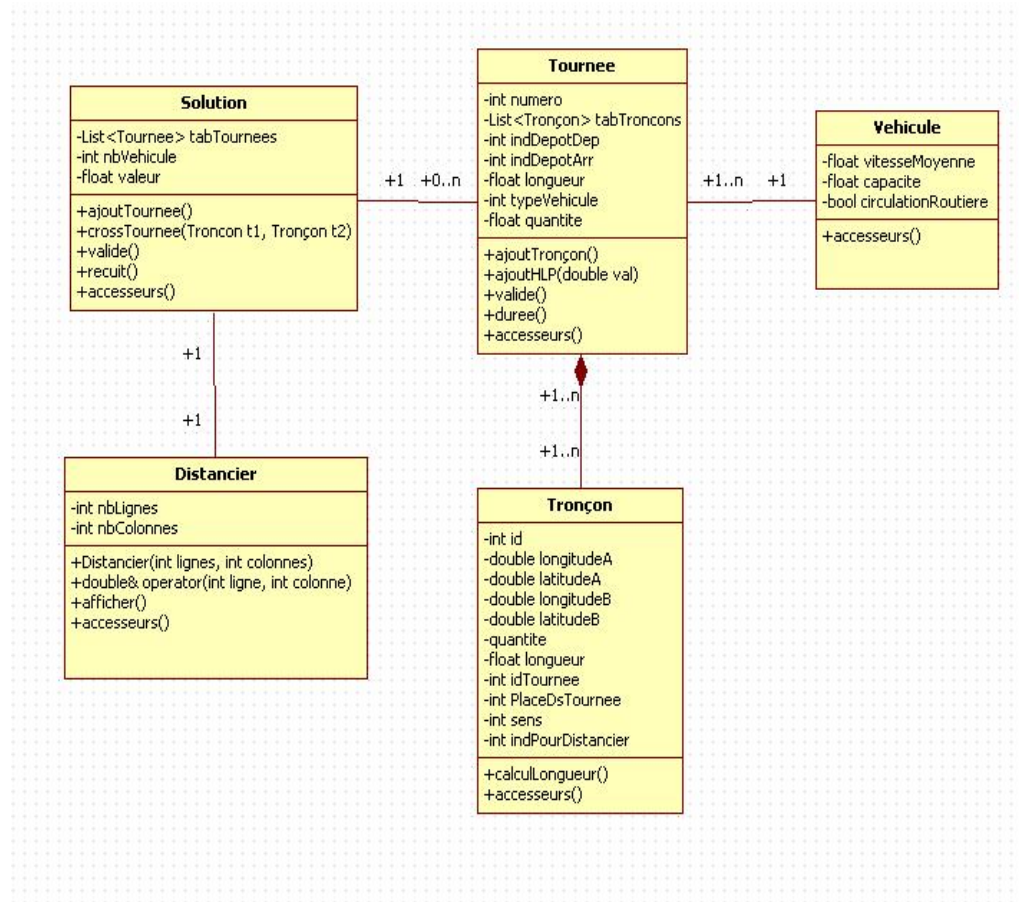 Solution
-List<Tournee> tabTournees
-int nbVehicule
-float valeur
+ajoutTournee()
+crossTournee(Troncon t1, Tronçon t2)
+valide()
+recuit()
+accesseurs()
+1
+0..n
Tournee
-int numero
-List<Tronçon> tabTroncons
-int indDepotDep
-int indDepotArr
-float longueur
-int typeVehicule
-float quantite
+ajoutTronçon()
+ajoutHLP(double val)
+valide()
+duree()
+accesseurs()
+1..n
+1
Vehicule
-float vitesseMoyenne
-float capacite
-bool circulationRoutiere
+accesseurs()
+1
+1
Distancier
-int nbLignes
-int nbColonnes
+Distancier(int lignes, int colonnes)
+double& operator(int ligne, int colonne)
+afficher()
+accesseurs()
+1..n
+1..n
Tronçon
-int id
-double longitudeA
-double latitudeA
-double longitudeB
-double latitudeB
-quantite
-float longueur
-int idTournee
-int PlaceDsTournee
-int sens
-int indPourDistancier
+calculLongueur()
+accesseurs()